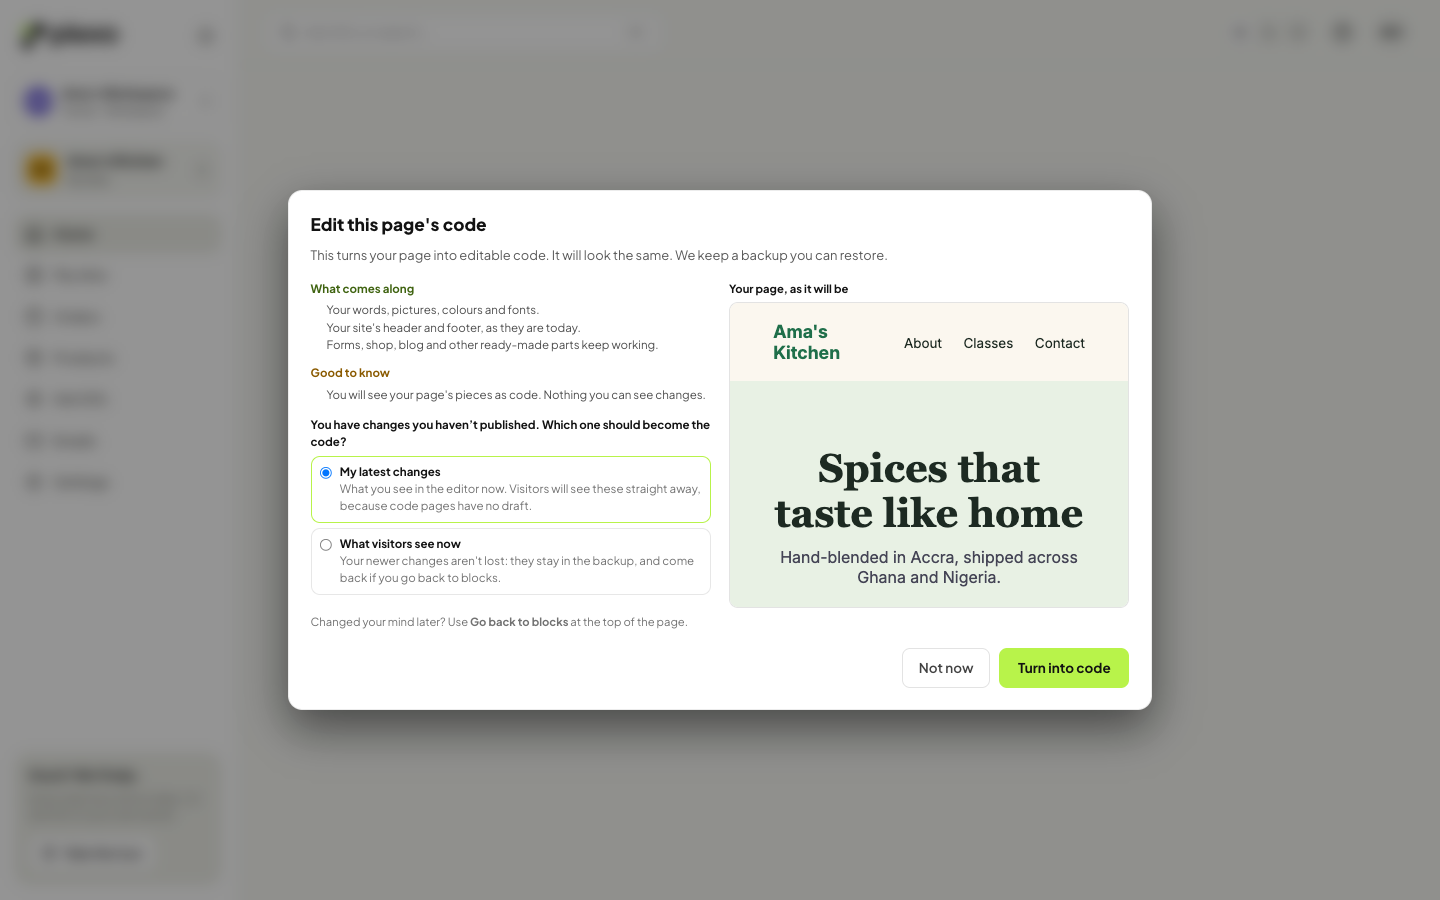 Edit this page's code
This turns your page into editable code. It will look the same. We keep a backup you can restore.
What comes along
Your words, pictures, colours and fonts.
Your site's header and footer, as they are today.
Forms, shop, blog and other ready-made parts keep working.
Good to know
You will see your page's pieces as code. Nothing you can see changes.
You have changes you haven’t published. Which one should become the
code?
My latest changes
What you see in the editor now. Visitors will see these straight away,
because code pages have no draft.
What visitors see now
Your newer changes aren't lost: they stay in the backup, and come
back if you go back to blocks.
Changed your mind later? Use Go back to blocks at the top of the page.
Your page, as it will be
Ama's
Kitchen
About Classes Contact
Spices that
taste like home
Hand-blended in Accra, shipped across
Ghana and Nigeria.
Not now
Turn into code